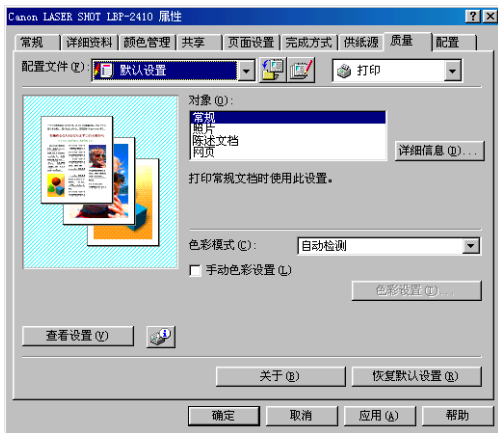 Canon LASER SHOT LBP-2410 属性
常规 详细资料 颜色管理 共享 页面设置 完成方式 供纸源 质量 配置
配置文件(F): 默认设置 打印
对象(O):
常规
照片
陈述文档
网页
详细信息(D)...
打印常规文档时使用此设置。
色彩模式(C): 自动检测
手动色彩设置(L)
色彩设置(T)...
查看设置(V)
关于(B) 恢复默认设置(R)
确定 取消 应用(A) 帮助